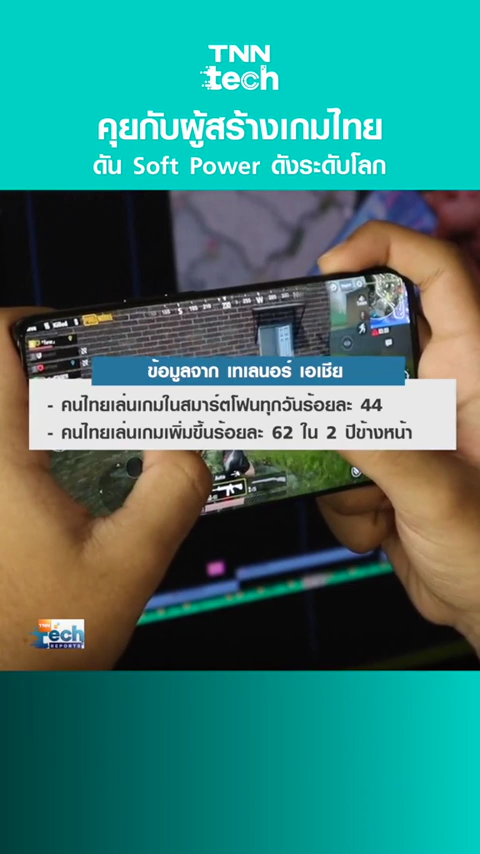 TNN
tech
คุยกับผู้สร้างเกมไทย
ดัน Soft Power ดังระดับโลก
ข้อมูลจาก เทเลนอร์ เอเชีย
- คนไทยเล่นเกมในสมาร์ตโฟนทุกวันร้อยละ 44
- คนไทยเล่นเกมเพิ่มขึ้นร้อยละ 62 ใน 2 ปีข้างหน้า
TNN
Tech
REPORTS